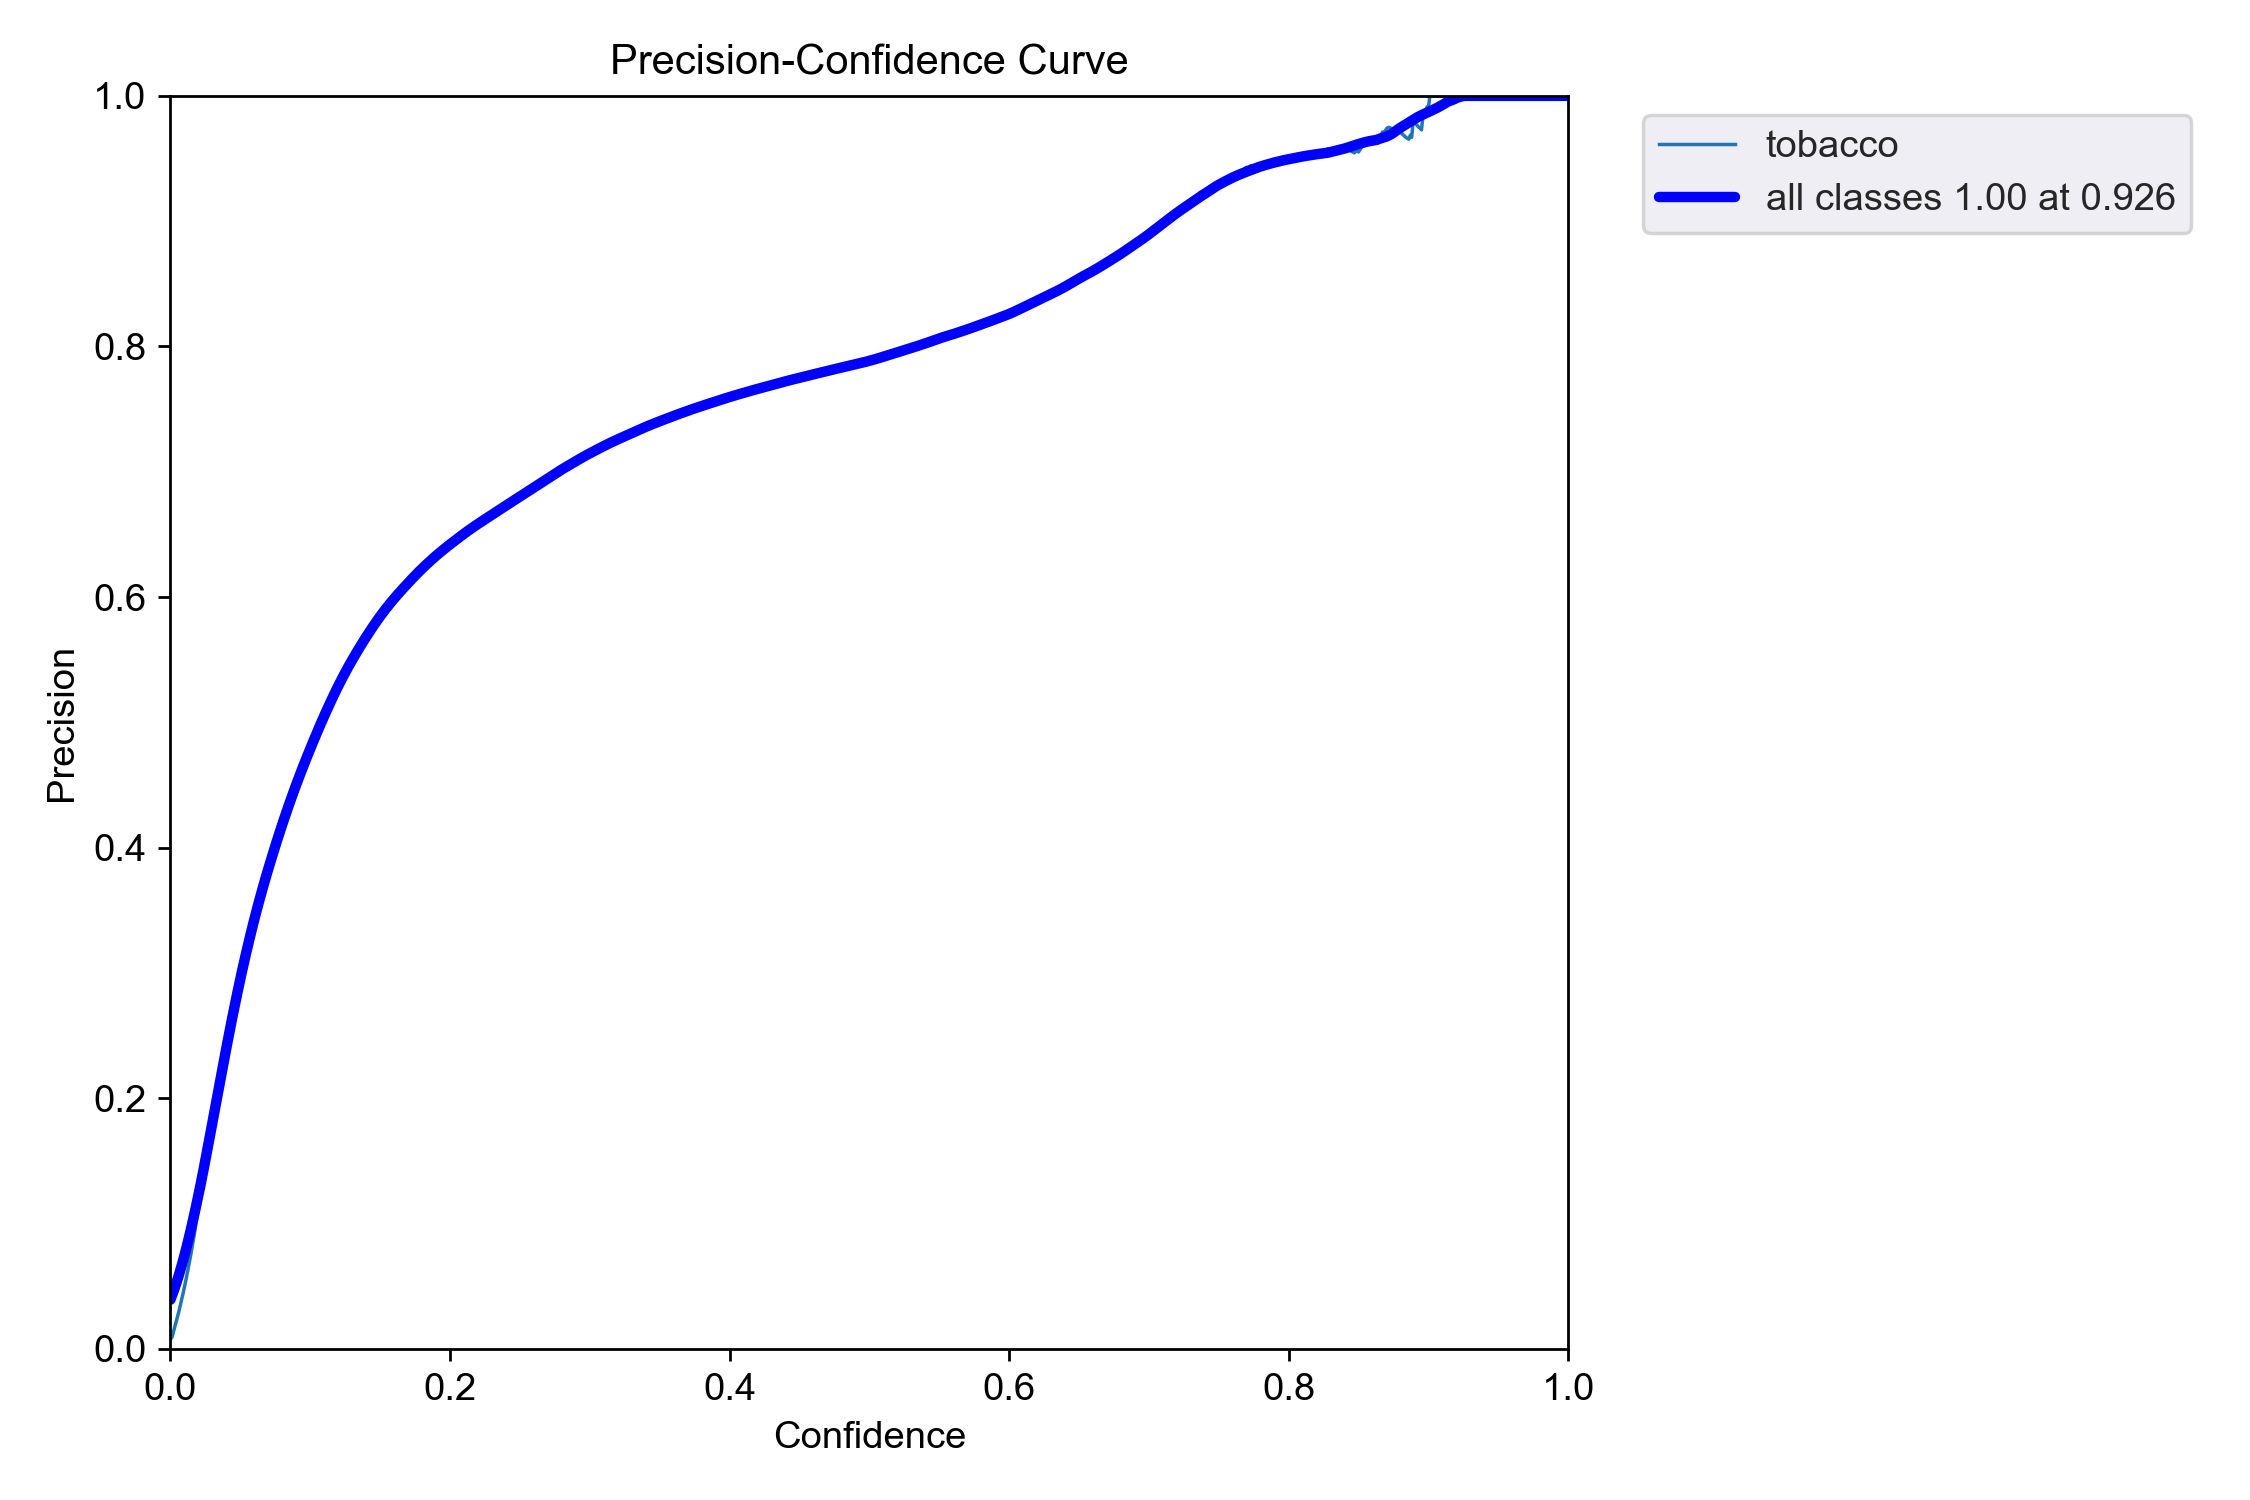 Precision-Confidence Curve
1.0
0.8
0.6
0.4
0.2
0.0
Precision
0.0 0.2 0.4 0.6 0.8 1.0
Confidence
tobacco
all classes 1.00 at 0.926